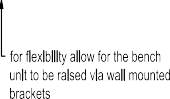 for flexibility allow for the bench
unit to be raised via wall mounted
brackets